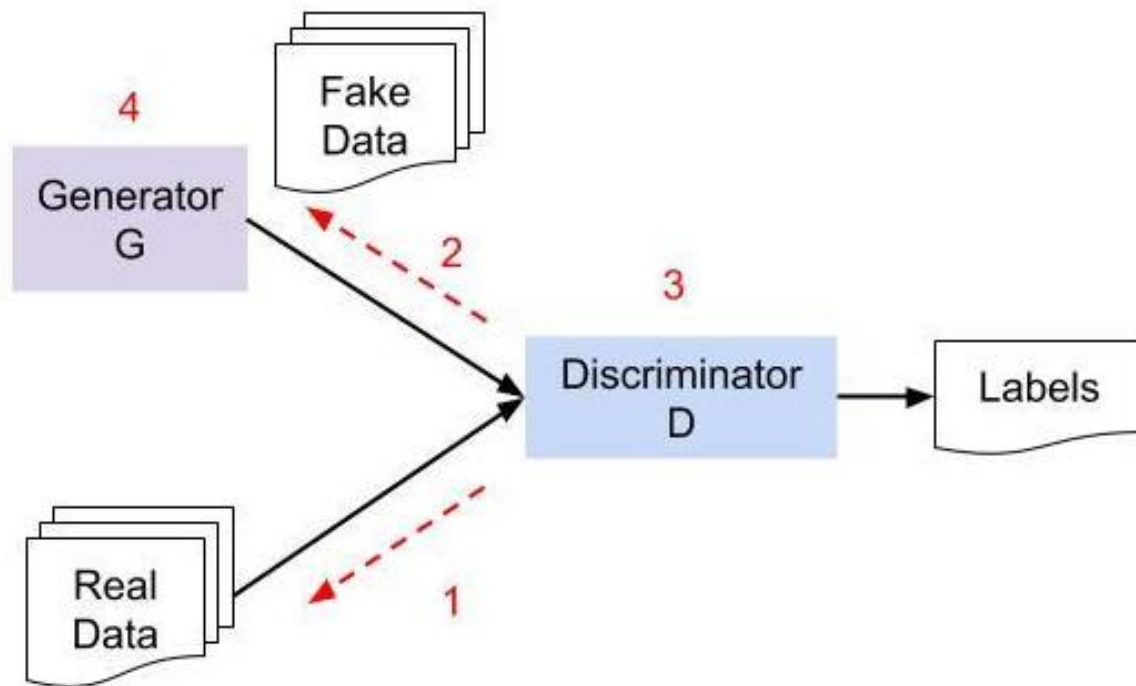 Fake
Data
4
Generator
G
2
3
Discriminator
D
Labels
Real
Data
1